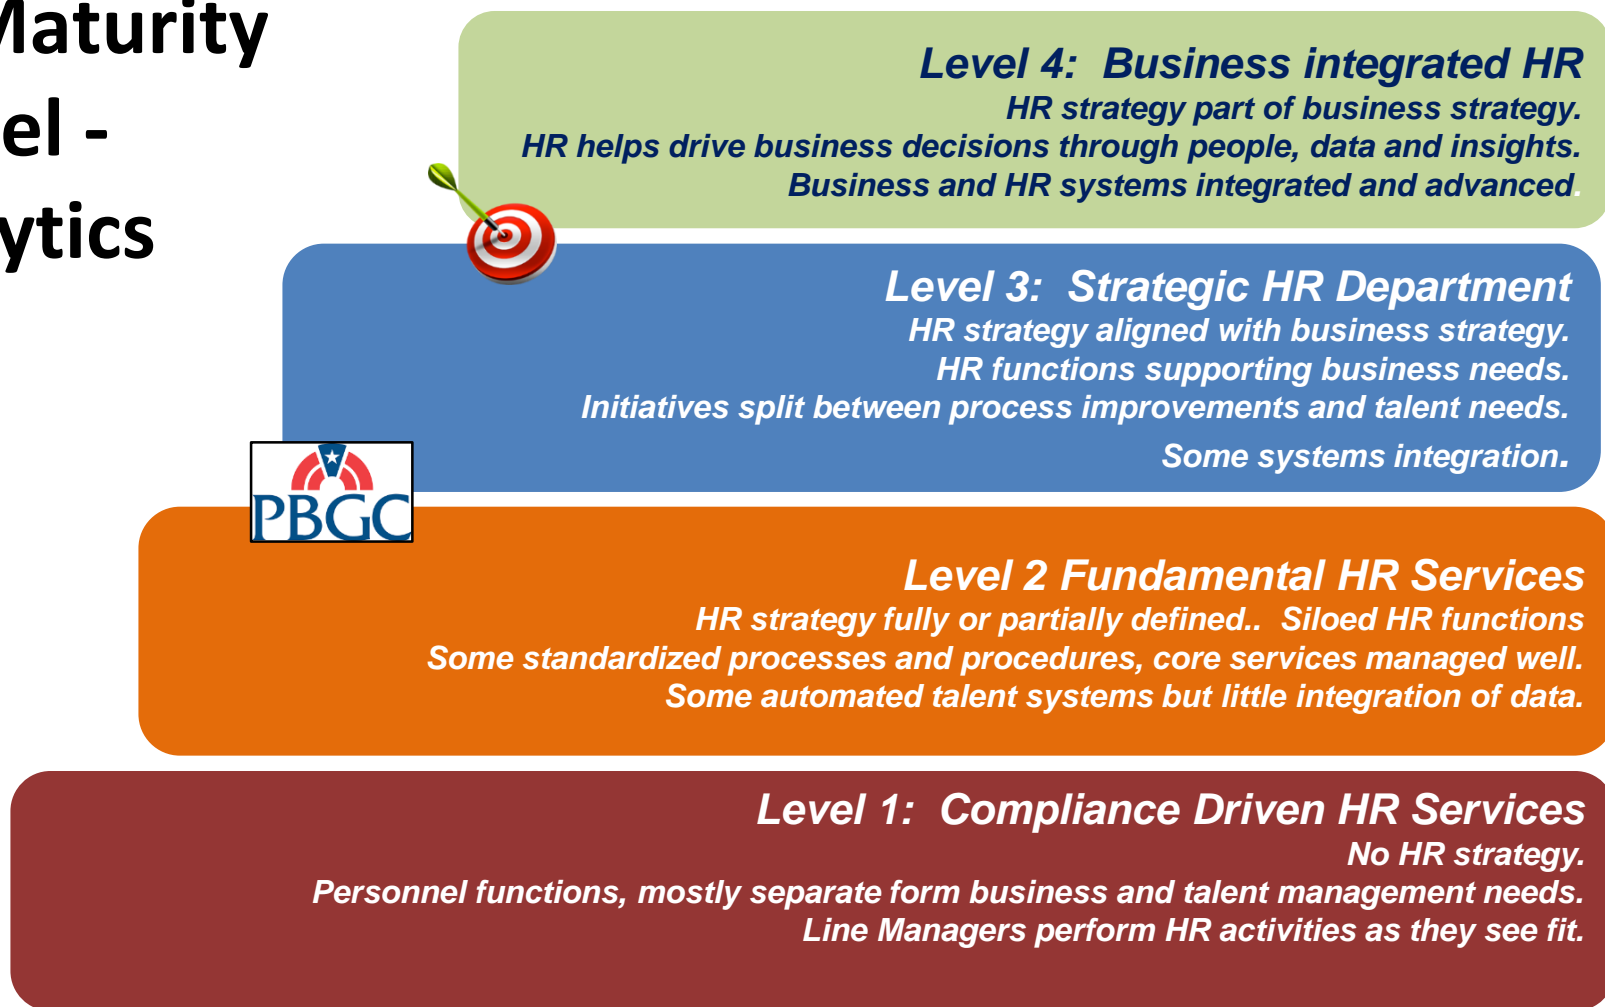 Maturity
el -
ytics
Level 4:  Business integrated HR
HR strategy part of business strategy.
HR helps drive business decisions through people, data and insights.
Business and HR systems integrated and advanced.
Level 3:  Strategic HR Department
HR strategy aligned with business strategy.
HR functions supporting business needs.
Initiatives split between process improvements and talent needs.
Some systems integration.
PBGC
Level 2 Fundamental HR Services
HR strategy fully or partially defined..  Siloed HR functions
Some standardized processes and procedures, core services managed well.
Some automated talent systems but little integration of data.
Level 1:  Compliance Driven HR Services
No HR strategy.
Personnel functions, mostly separate form business and talent management needs.
Line Managers perform HR activities as they see fit.